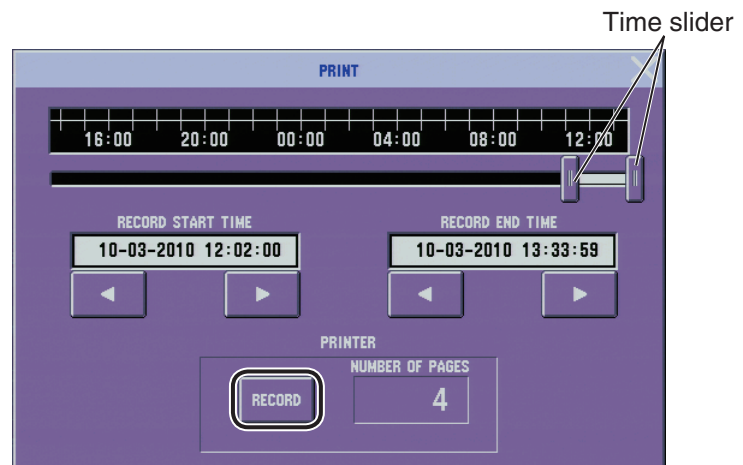 Time slider
PRINT
16:00 20:00 00:00 04:00 08:00 12:00
RECORD START TIME RECORD END TIME
10-03-2010 12:02:00 10-03-2010 13:33:59
PRINTER
NUMBER OF PAGES
RECORD 4